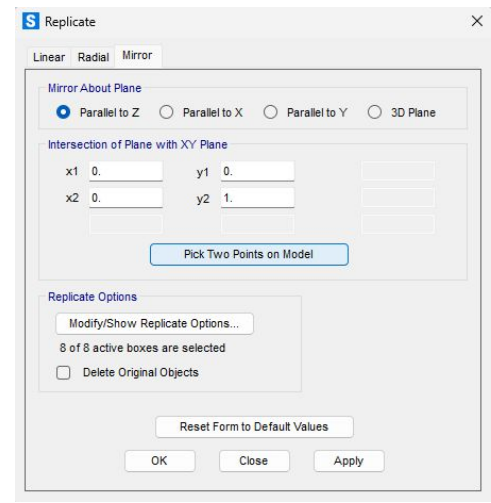 S Replicate
Linear Radial Mirror
Mirror About Plane
Parallel to Z Parallel to X Parallel to Y 3D Plane
Intersection of Plane with XY Plane
x1 0. y1 0.
x2 0. y2 1.
Pick Two Points on Model
Replicate Options
Modify/Show Replicate Options...
8 of 8 active boxes are selected
Delete Original Objects
Reset Form to Default Values
OK Close Apply